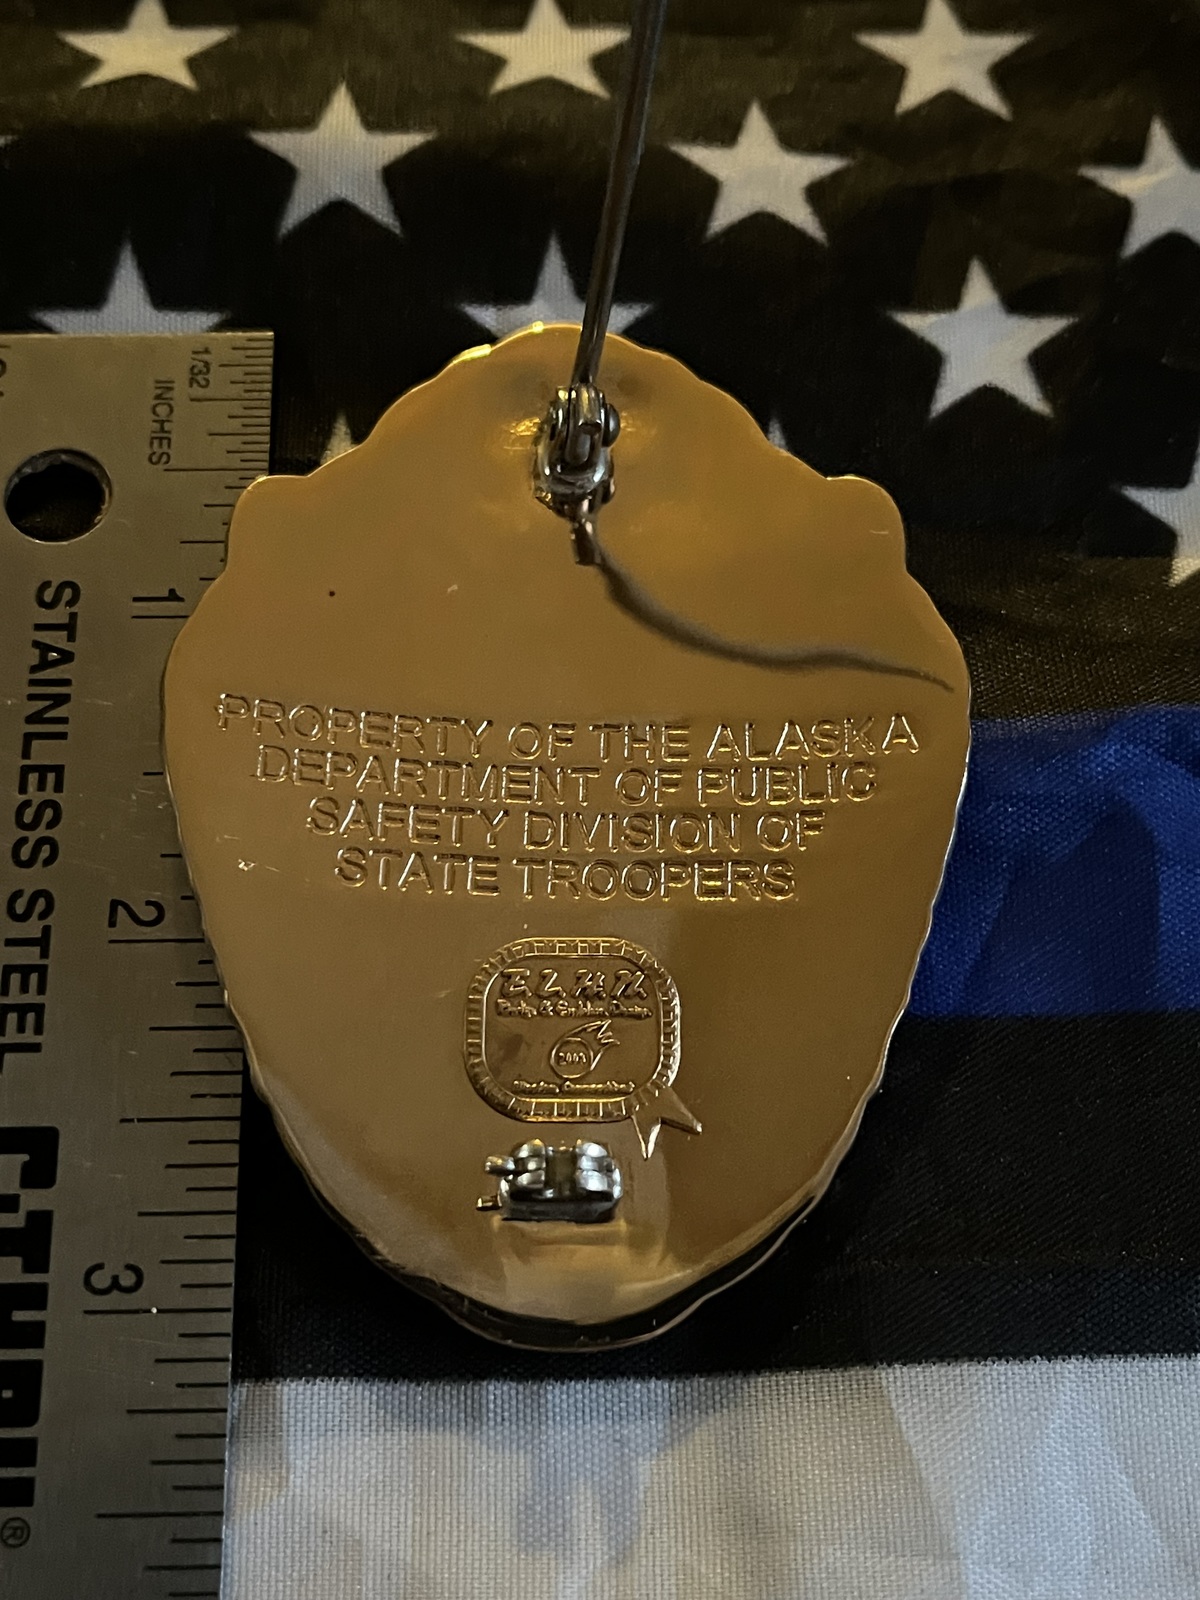 1/32
INCHES
1
2
3
STAINLESS STEEL
®
PROPERTY OF THE ALASKA
DEPARTMENT OF PUBLIC
SAFETY DIVISION OF
STATE TROOPERS
2003